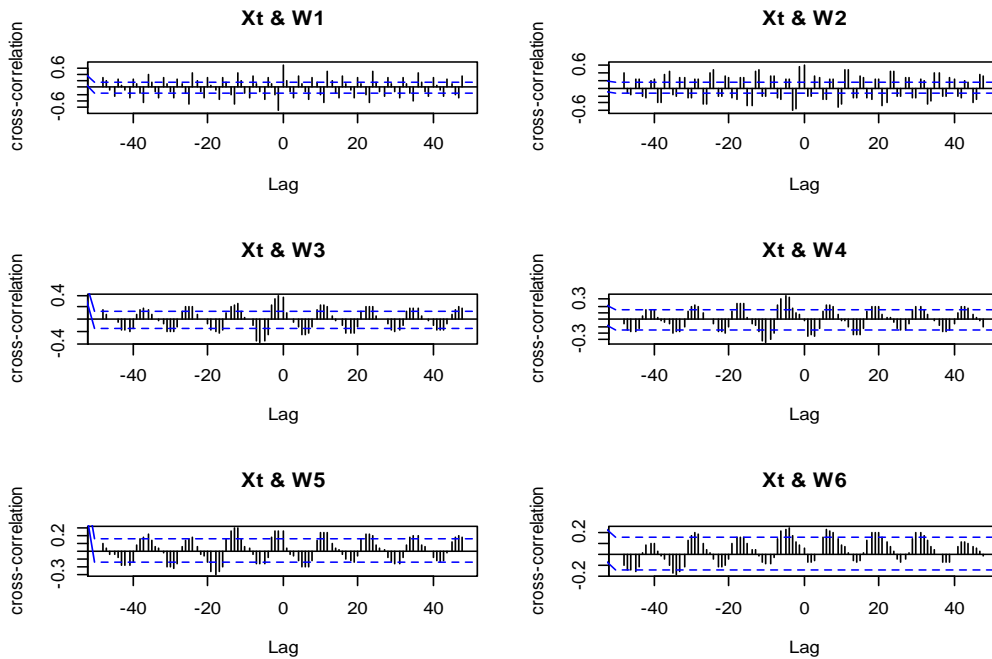 Xt & W1
Xt & W2
cross-correlation
-0.6 0.6
cross-correlation
-0.6 0.6
-40 -20 0 20 40
-40 -20 0 20 40
Lag
Lag
Xt & W3
Xt & W4
cross-correlation
-0.4 0.4
cross-correlation
-0.3 0.3
-40 -20 0 20 40
-40 -20 0 20 40
Lag
Lag
Xt & W5
Xt & W6
cross-correlation
-0.3 0.2
cross-correlation
-0.2 0.2
-40 -20 0 20 40
-40 -20 0 20 40
Lag
Lag